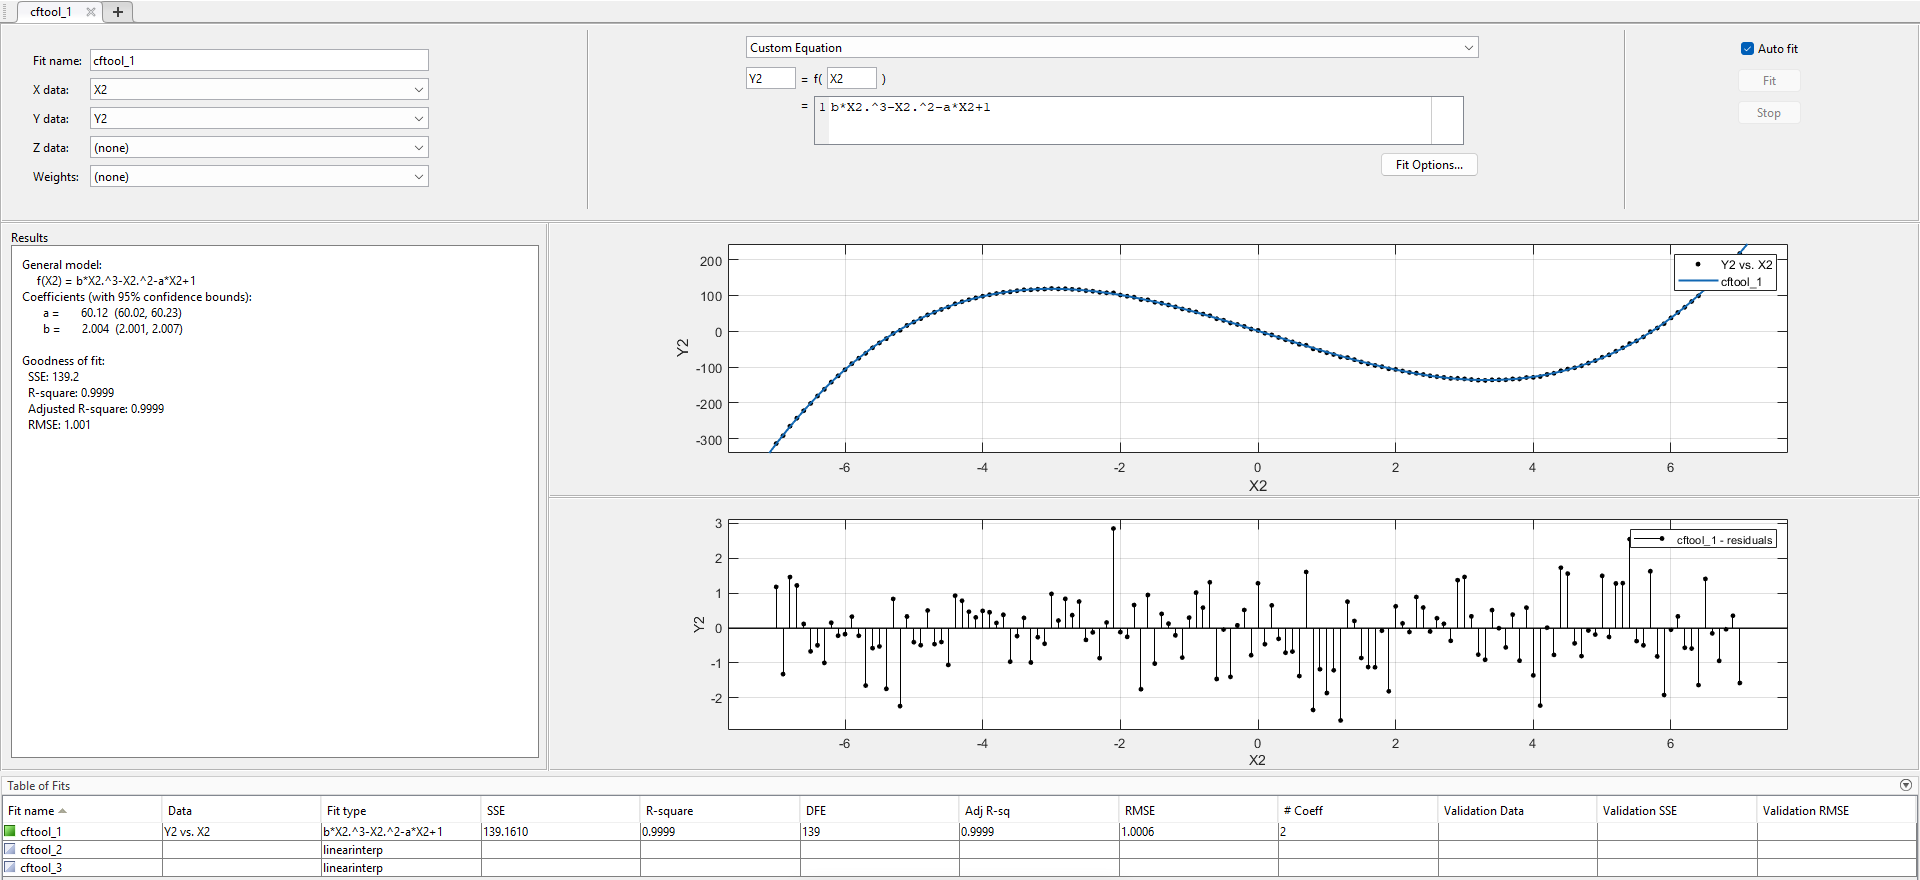 cftool_1
Fit name: cftool_1
X data: X2
Y data: Y2
Z data: (none)
Weights: (none)
Custom Equation
Y2 = f( X2 )
= 1 b*X2.^3-X2.^2-a*X2+1
Fit Options...
Auto fit
Fit
Stop
Results
General model:
f(X2) = b*X2.^3-X2.^2-a*X2+1
Coefficients (with 95% confidence bounds):
a = 60.12 (60.02, 60.23)
b = 2.004 (2.001, 2.007)
Goodness of fit:
SSE: 139.2
R-square: 0.9999
Adjusted R-square: 0.9999
RMSE: 1.001
200
100
0
-100
-200
-300
Y2
-6 -4 -2 0 2 4 6
X2
Y2 vs. X2
cftool_1
3
2
1
0
-1
-2
Y2
-6 -4 -2 0 2 4 6
X2
cftool_1 - residuals
Table of Fits
Fit name Data Fit type SSE R-square DFE Adj R-sq RMSE # Coeff Validation Data Validation SSE Validation RMSE
cftool_1 Y2 vs. X2 b*X2.^3-X2.^2-a*X2+1 139.1610 0.9999 139 0.9999 1.0006 2
cftool_2 linearinterp
cftool_3 linearinterp